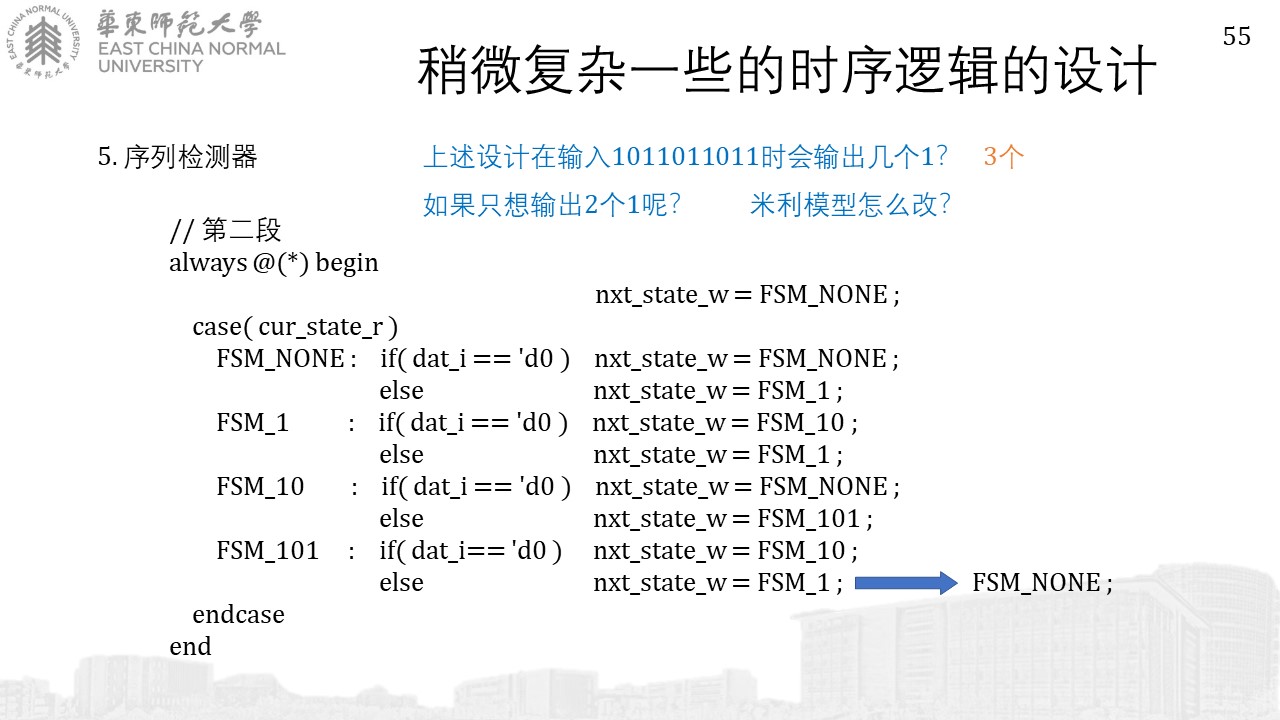 華東師範大學
EAST CHINA NORMAL
UNIVERSITY
EAST CHINA NORMAL UNIVERSITY
華東師範大學
55
稍微复杂一些的时序逻辑的设计
5. 序列检测器
上述设计在输入1011011011时会输出几个1？ 3个
如果只想输出2个1呢？ 米利模型怎么改？
// 第二段
always @(*) begin
nxt_state_w = FSM_NONE ;
case( cur_state_r )
FSM_NONE : if( dat_i == 'd0 ) nxt_state_w = FSM_NONE ;
else nxt_state_w = FSM_1 ;
FSM_1 : if( dat_i == 'd0 ) nxt_state_w = FSM_10 ;
else nxt_state_w = FSM_1 ;
FSM_10 : if( dat_i == 'd0 ) nxt_state_w = FSM_NONE ;
else nxt_state_w = FSM_101 ;
FSM_101 : if( dat_i== 'd0 ) nxt_state_w = FSM_10 ;
else nxt_state_w = FSM_1 ; FSM_NONE ;
endcase
end